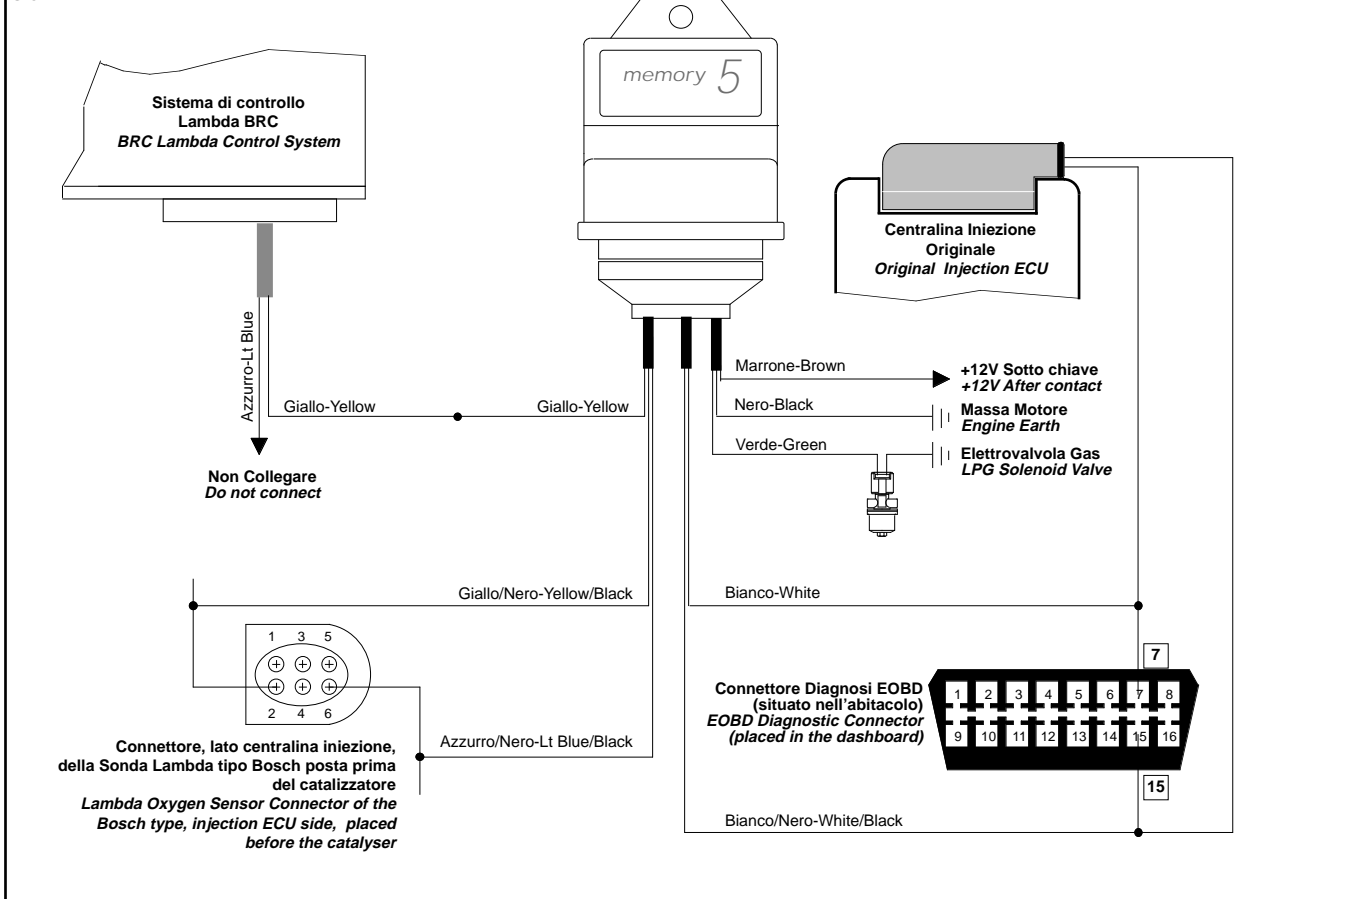 memory 5
Sistema di controllo
Lambda BRC
BRC Lambda Control System
Centralina Iniezione
Originale
Original Injection ECU
Azzurro-Lt Blue
Marrone-Brown
+12V Sotto chiave
+12V After contact
Giallo-Yellow
Giallo-Yellow
Nero-Black
Massa Motore
Engine Earth
Verde-Green
Elettrovalvola Gas
LPG Solenoid Valve
Non Collegare
Do not connect
Giallo/Nero-Yellow/Black
Bianco-White
1 3 5
2 4 6
7
Connettore Diagnosi EOBD
(situato nell'abitacolo)
EOBD Diagnostic Connector
(placed in the dashboard)
1 2 3 4 5 6 7 8
9 10 11 12 13 14 15 16
15
Azzurro/Nero-Lt Blue/Black
Connettore, lato centralina iniezione,
della Sonda Lambda tipo Bosch posta prima
del catalizzatore
Lambda Oxygen Sensor Connector of the
Bosch type, injection ECU side, placed
before the catalyser
Bianco/Nero-White/Black